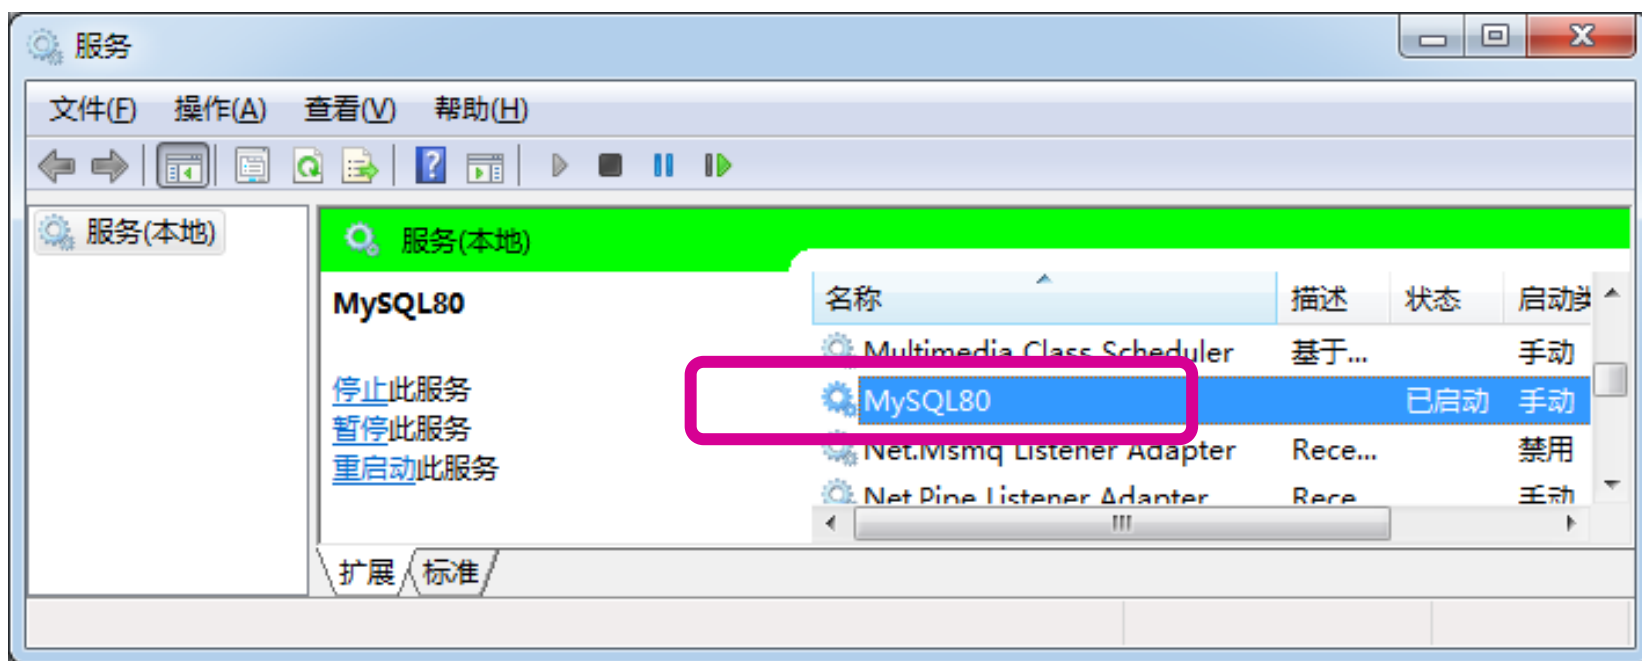 服务
文件(F) 操作(A) 查看(V) 帮助(H)
服务(本地)
服务(本地)
MySQL80
停止此服务
暂停此服务
重启动此服务
名称 描述 状态 启动类
Multimedia Class Scheduler 基于... 手动
MySQL80 已启动 手动
Net.Msmq Listener Adapter Rece... 禁用
Net.Pipe Listener Adapter Rece 手动
扩展 标准